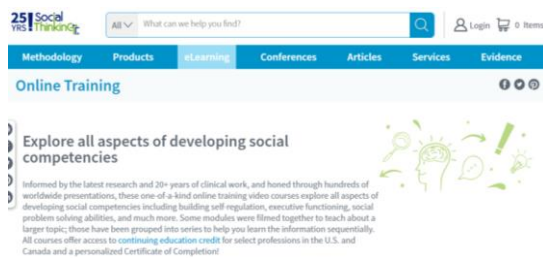 25 Social
YRS Thinking
All What can we help you find?
Login 0 Items
Methodology Products eLearning Conferences Articles Services Evidence
Online Training
Explore all aspects of developing social
competencies
Informed by the latest research and 20+ years of clinical work, and honed through hundreds of
worldwide presentations, these one-of-a-kind online training video courses explore all aspects of
developing social competencies including building self-regulation, executive functioning, social
problem solving abilities, and much more. Some modules were filmed together to teach about a
larger topic; those have been grouped into series to help you learn the information sequentially.
All courses offer access to continuing education credit for select professions in the U.S. and
Canada and a personalized Certificate of Completion!